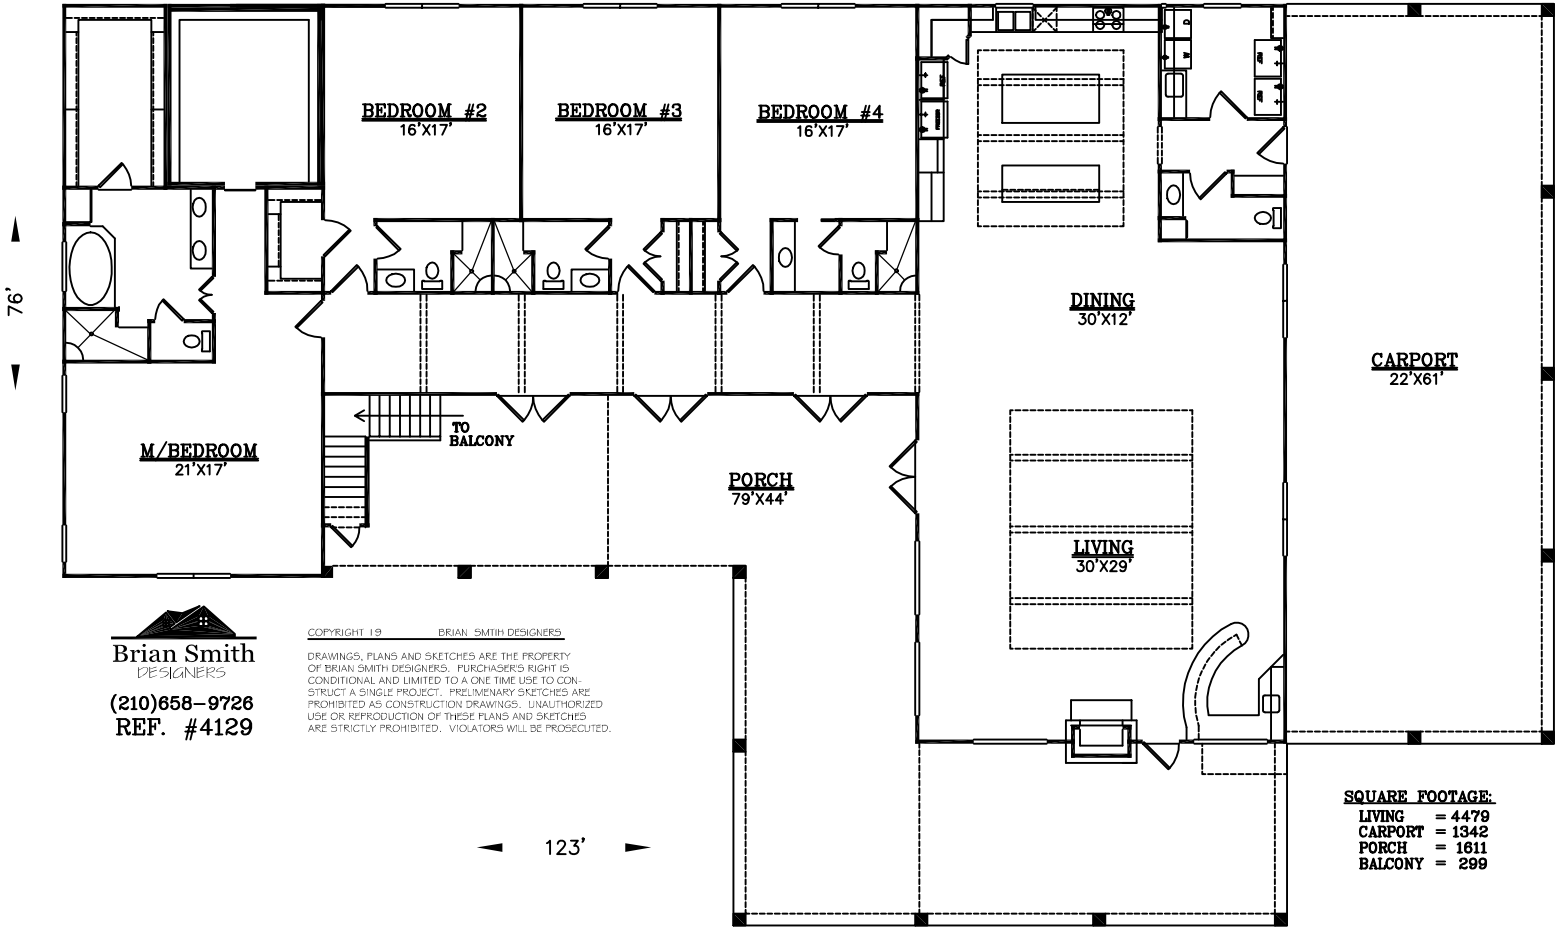 BEDROOM #2
16'X17'
BEDROOM #3
16'X17'
BEDROOM #4
16'X17'
REF
FREEZER
D
W
REF
REF
76'
DINING
30'X12'
CARPORT
22'X61'
TO
BALCONY
M/BEDROOM
21'X17'
PORCH
79'X44'
LIVING
30'X29'
Brian Smith
DESIGNERS
(210)658-9726
REF. #4129
COPYRIGHT 19 BRIAN SMTIH DESIGNERS
DRAWINGS, PLANS AND SKETCHES ARE THE PROPERTY
OF BRIAN SMITH DESIGNERS. PURCHASER'S RIGHT IS
CONDITIONAL AND LIMITED TO A ONE TIME USE TO CON-
STRUCT A SINGLE PROJECT. PRELIMENARY SKETCHES ARE
PROHIBITED AS CONSTRUCTION DRAWINGS. UNAUTHORIZED
USE OR REPRODUCTION OF THESE PLANS AND SKETCHES
ARE STRICTLY PROHIBITED. VIOLATORS WILL BE PROSECUTED.
123'
SQUARE FOOTAGE:
LIVING = 4479
CARPORT = 1342
PORCH = 1611
BALCONY = 299